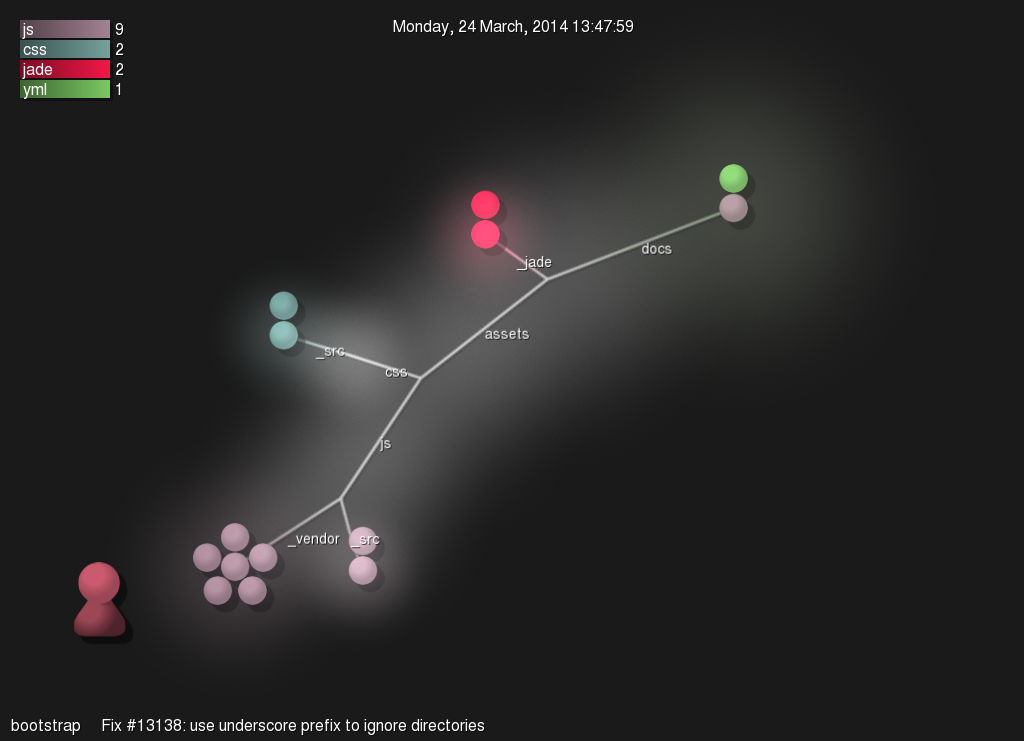 js 9
css 2
jade 2
yml 1
Monday, 24 March, 2014 13:47:59
docs
_jade
assets
_src
css
js
_vendor
_src
bootstrap Fix #13138: use underscore prefix to ignore directories